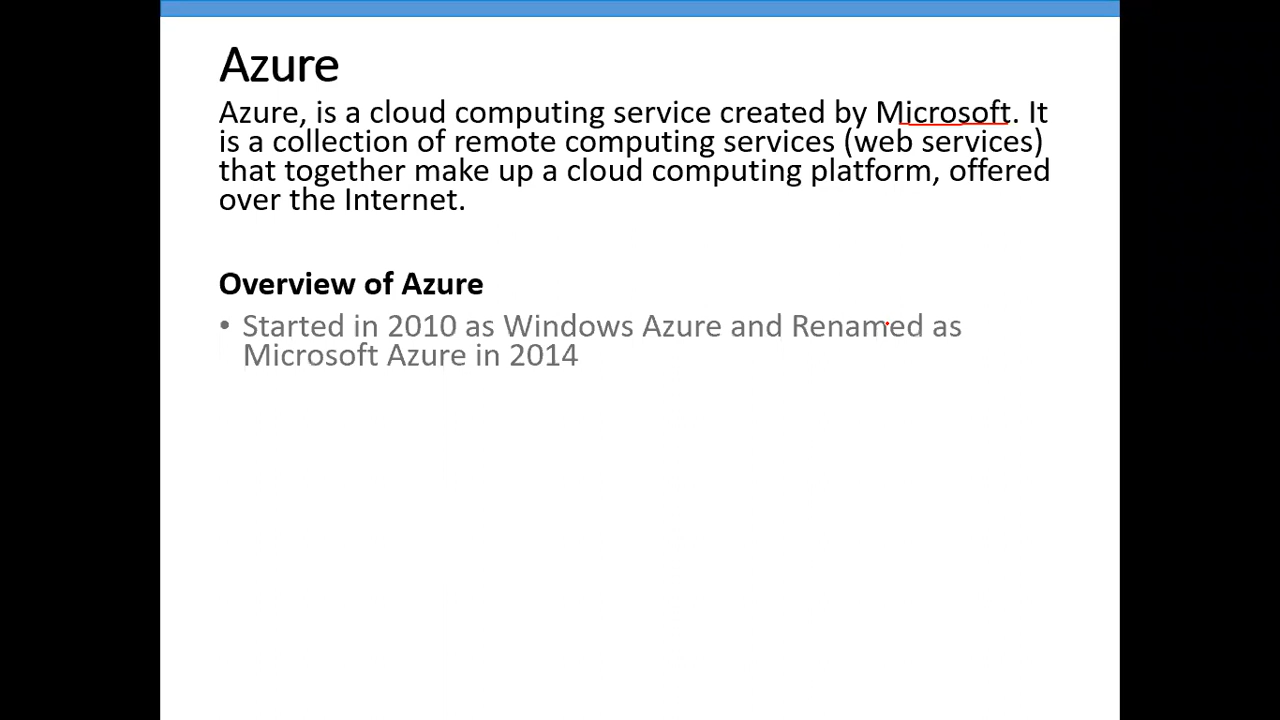 Azure
Azure, is a cloud computing service created by Microsoft. It
is a collection of remote computing services (web services)
that together make up a cloud computing platform, offered
over the Internet.
Overview of Azure
• Started in 2010 as Windows Azure and Renamed as
Microsoft Azure in 2014